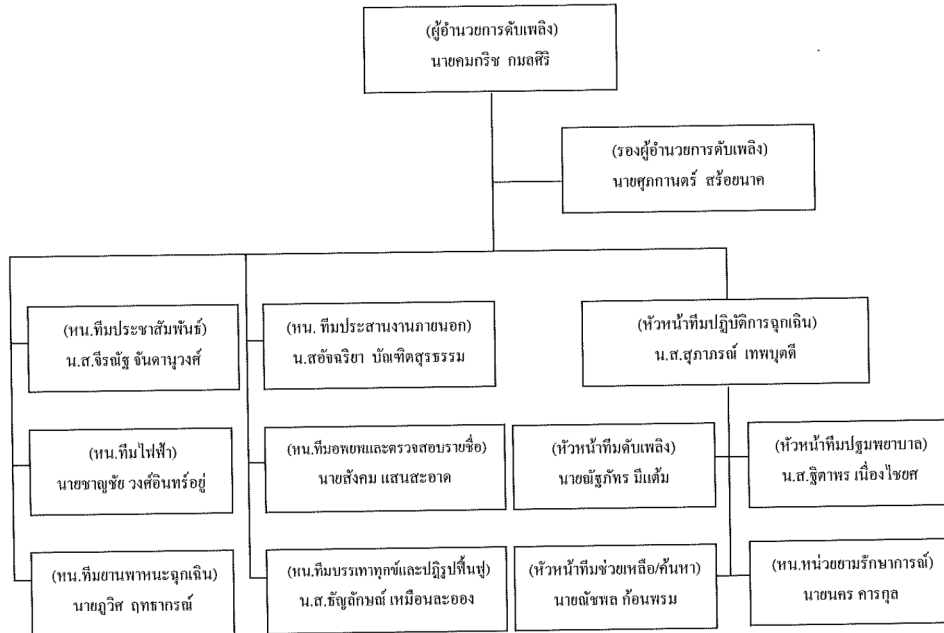 (ผู้อำนวยการดับเพลิง)
นายคมกริช กมลศิริ
(รองผู้อำนวยการดับเพลิง)
นายศุภกานตร์ สร้อยนาค
(หน.ทีมประชาสัมพันธ์)
น.ส.จีรณัฐ จันดานุวงศ์
(หน. ทีมประสานงานภายนอก)
น.สอัจฉริยา บัณฑิตสุรธรรม
(หัวหน้าทีมปฏิบัติการฉุกเฉิน)
น.ส.สุภาภรณ์ เทพบุตดี
(หน.ทีมไฟฟ้า)
นายชาญชัย วงศ์อินทร์อยู่
(หน.ทีมอพยพและตรวจสอบรายชื่อ)
นายสังคม แสนสะอาด
(หัวหน้าทีมดับเพลิง)
นายณัฐภัทร มีแต้ม
(หัวหน้าทีมปฐมพยาบาล)
น.ส.ฐิตาพร เนื่องไชยศ
(หน.ทีมยานพาหนะฉุกเฉิน)
นายภูวิศ ฤทธาภรณ์
(หน.ทีมบรรเทาทุกข์และปฏิรูปฟื้นฟู)
น.ส.ธัญลักษณ์ เหมือนละออง
(หัวหน้าทีมช่วยเหลือ/ค้นหา)
นายณัชพล ก้อนพรม
(หน.หน่วยยามรักษาการณ์)
นายนคร คารกุล